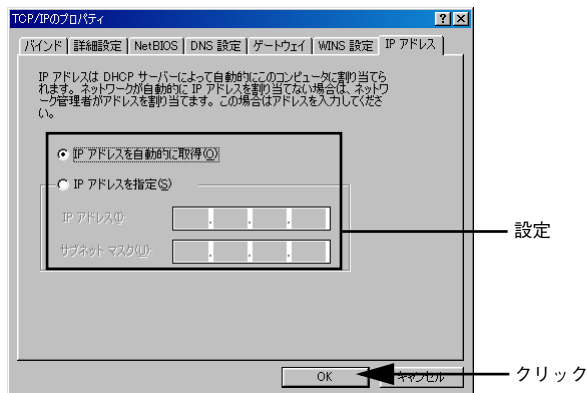 TCP/IPのプロパティ
バインド 詳細設定 NetBIOS DNS 設定 ゲートウェイ WINS 設定 IP アドレス
IP アドレスは DHCP サーバーによって自動的にこのコンピュータに割り当てら
れます。ネットワークが自動的に IP アドレスを割り当てない場合は、ネットワ
ーク管理者がアドレスを割り当てます。この場合はアドレスを入力してくださ
い。
IP アドレスを自動的に取得(O)
IP アドレスを指定(S)
IP アドレス(I):
サブネット マスク(U):
設定
OK
キャンセル
クリック